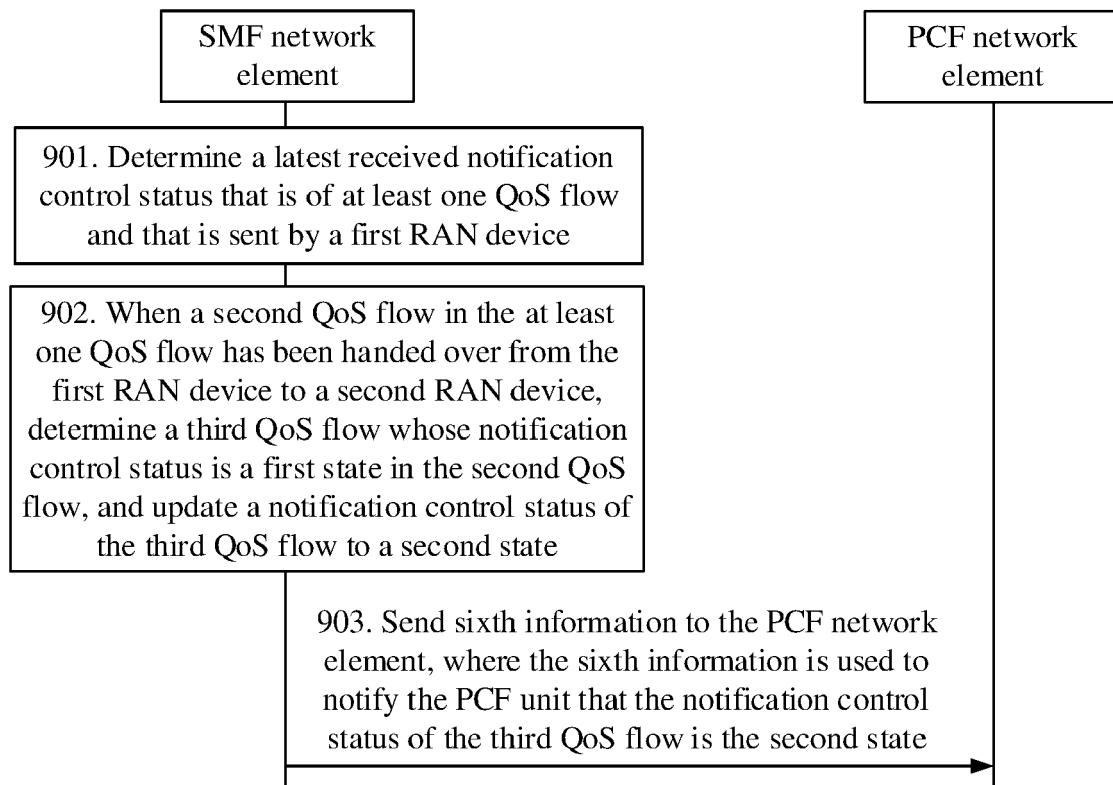 SMF network
element
PCF network
element
901. Determine a latest received notification
control status that is of at least one QoS flow
and that is sent by a first RAN device
902. When a second QoS flow in the at least
one QoS flow has been handed over from the
first RAN device to a second RAN device,
determine a third QoS flow whose notification
control status is a first state in the second QoS
flow, and update a notification control status of
the third QoS flow to a second state
903. Send sixth information to the PCF network
element, where the sixth information is used to
notify the PCF unit that the notification control
status of the third QoS flow is the second state